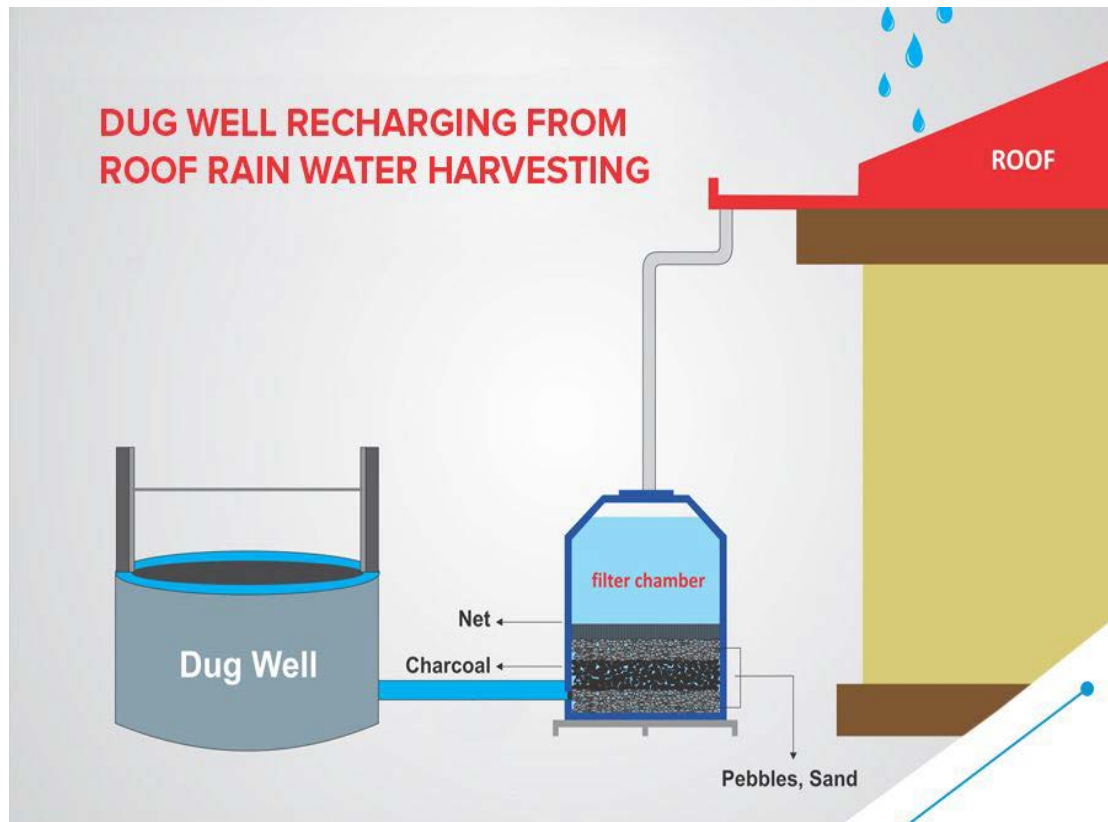 DUG WELL RECHARGING FROM
ROOF RAIN WATER HARVESTING
ROOF
filter chamber
Net
Dug Well
Charcoal
Pebbles, Sand